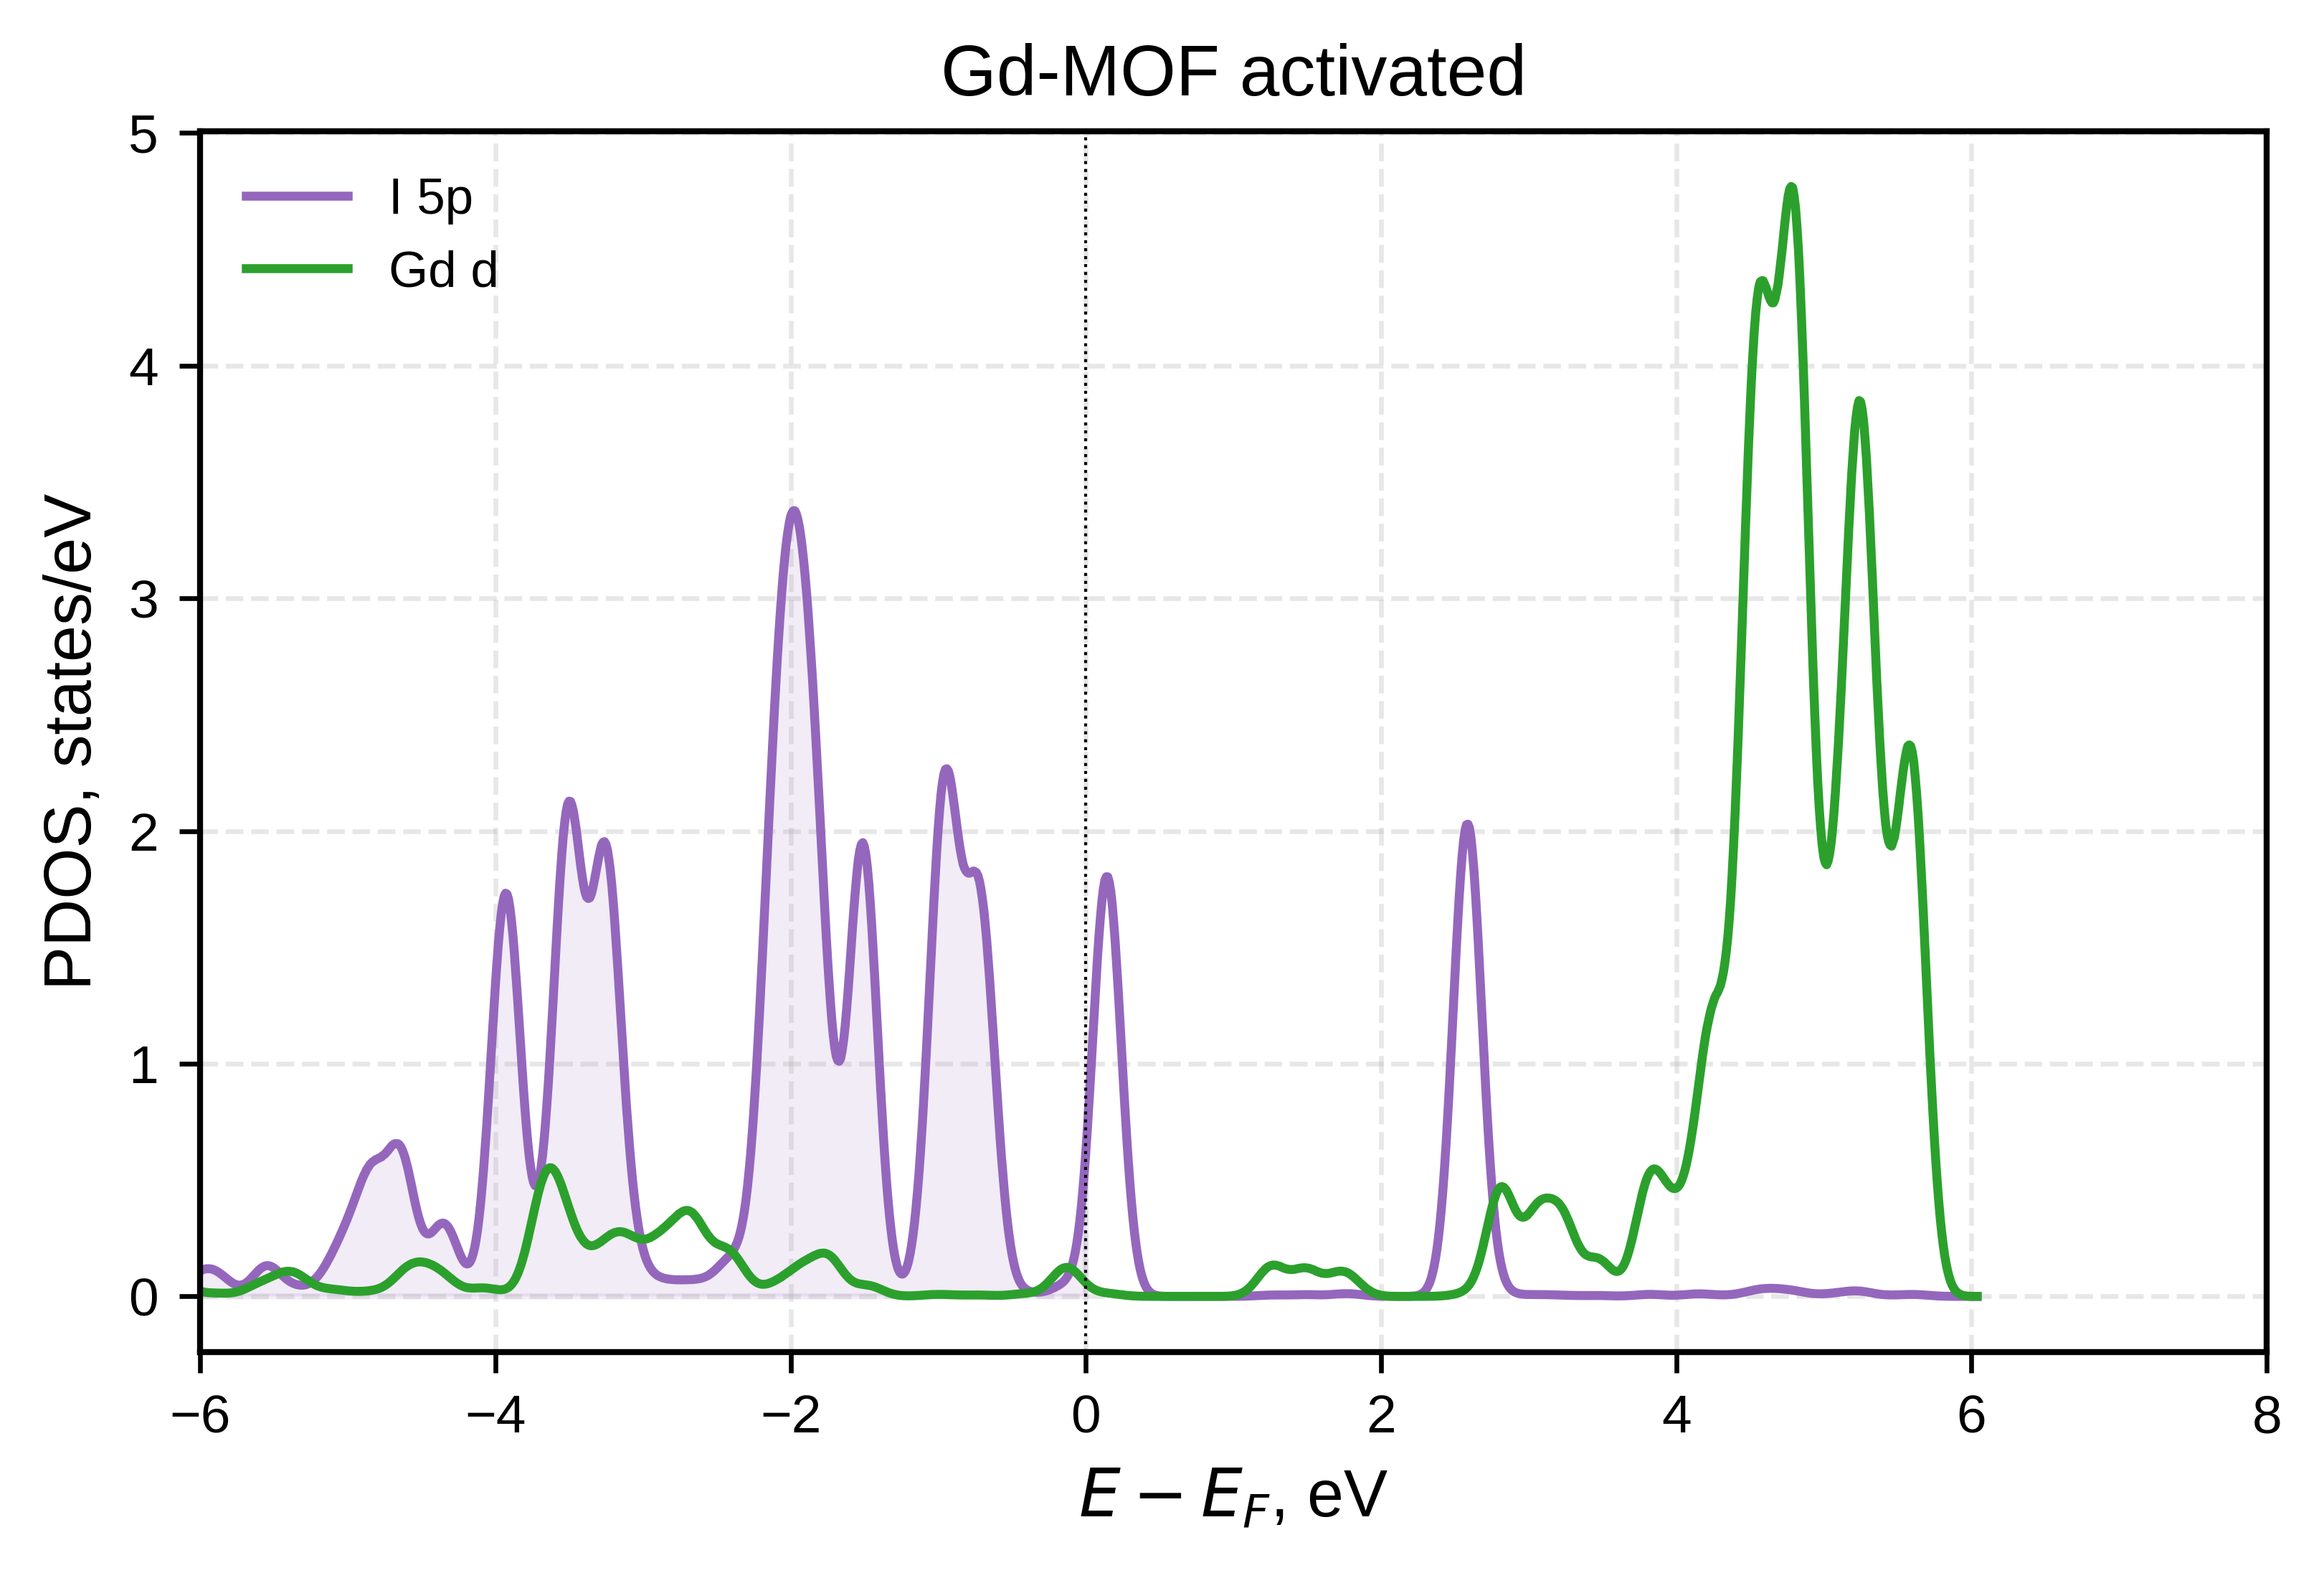 Gd-MOF activated
I 5p
Gd d
PDOS, states/eV
5
4
3
2
1
0
−6 −4 −2 0 2 4 6 8
E − E_F, eV